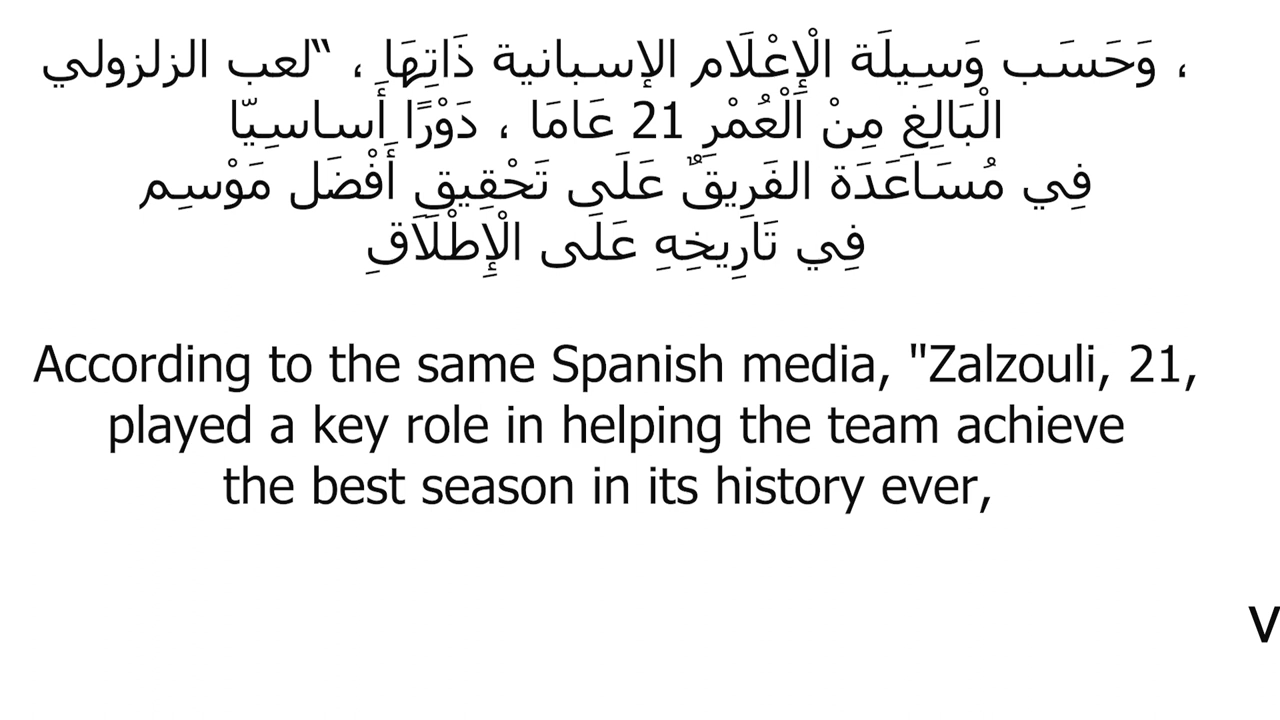 ، وَحَسَب وَسِيلَة الْإِعْلَام الإسبانية ذَاتِهَا ، “لعب الزلزولي
الْبَالِغِ مِنْ الْعُمْرِ 21 عَامَا ، دَوْرًا أَساسِيّا
فِي مُسَاعَدَة الفَرِيقٌ عَلَى تَحْقِيقِ أَفْضَل مَوْسِم
فِي تَارِيخِهِ عَلَى الْإِطْلَاقِ
According to the same Spanish media, "Zalzouli, 21,
played a key role in helping the team achieve
the best season in its history ever,
v